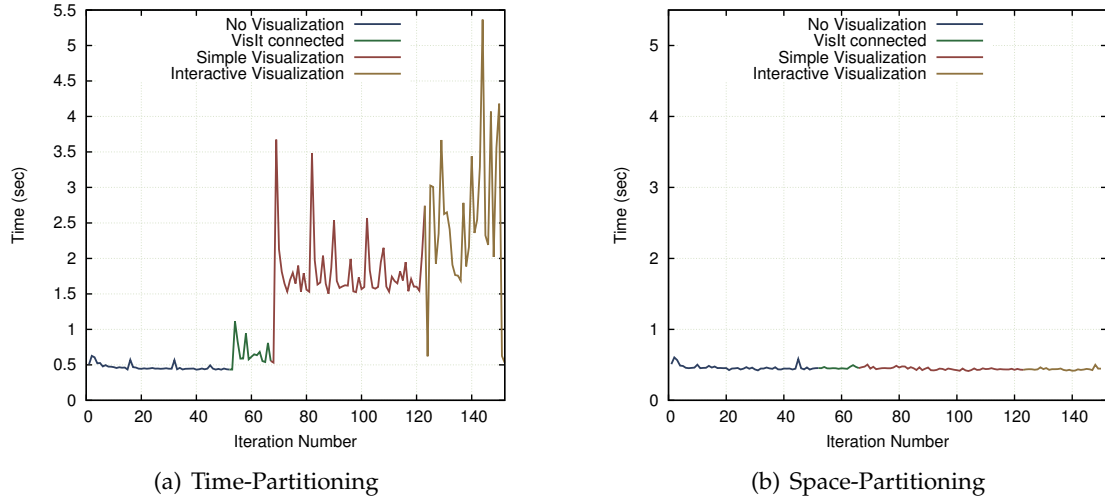 5.5
5
4.5
4
3.5
3
2.5
2
1.5
1
0.5
0
Time (sec)
No Visualization
VisIt connected
Simple Visualization
Interactive Visualization
0 20 40 60 80 100 120 140
Iteration Number
(a) Time-Partitioning
5
4
3
2
1
0
Time (sec)
No Visualization
VisIt connected
Simple Visualization
Interactive Visualization
0 20 40 60 80 100 120 140
Iteration Number
(b) Space-Partitioning